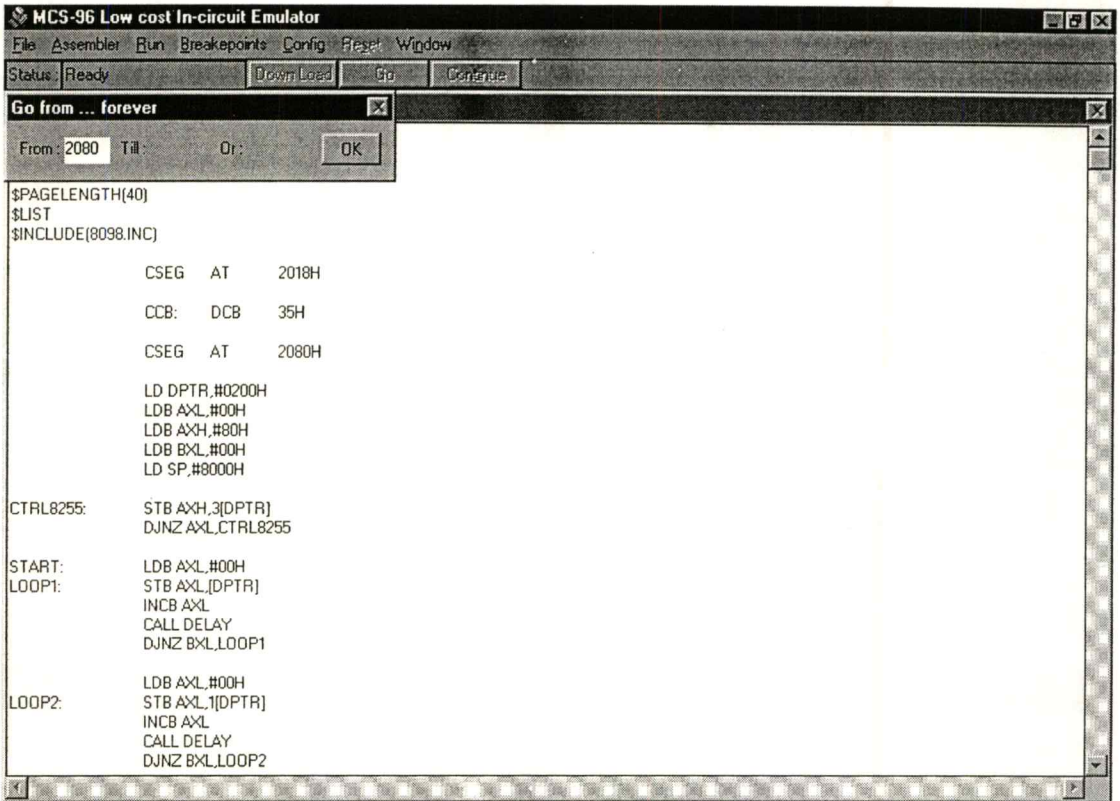 MCS-96 Low cost In-circuit Emulator
File Assembler Run Breakepoints Config Reset Window
Status : Ready Down Load Go Continue
Go from ... forever
From : 2080 Till : Or : OK
$PAGELENGTH(40)
$LIST
$INCLUDE(8098.INC)
CSEG AT 2018H
CCB: DCB 35H
CSEG AT 2080H
LD DPTR,#0200H
LDB AXL,#00H
LDB AXH,#80H
LDB BXL,#00H
LD SP,#8000H
CTRL8255: STB AXH,3[DPTR]
DJNZ AXL,CTRL8255
START: LDB AXL,#00H
LOOP1: STB AXL,[DPTR]
INCB AXL
CALL DELAY
DJNZ BXL,LOOP1
LDB AXL,#00H
LOOP2: STB AXL,1[DPTR]
INCB AXL
CALL DELAY
DJNZ BXL,LOOP2